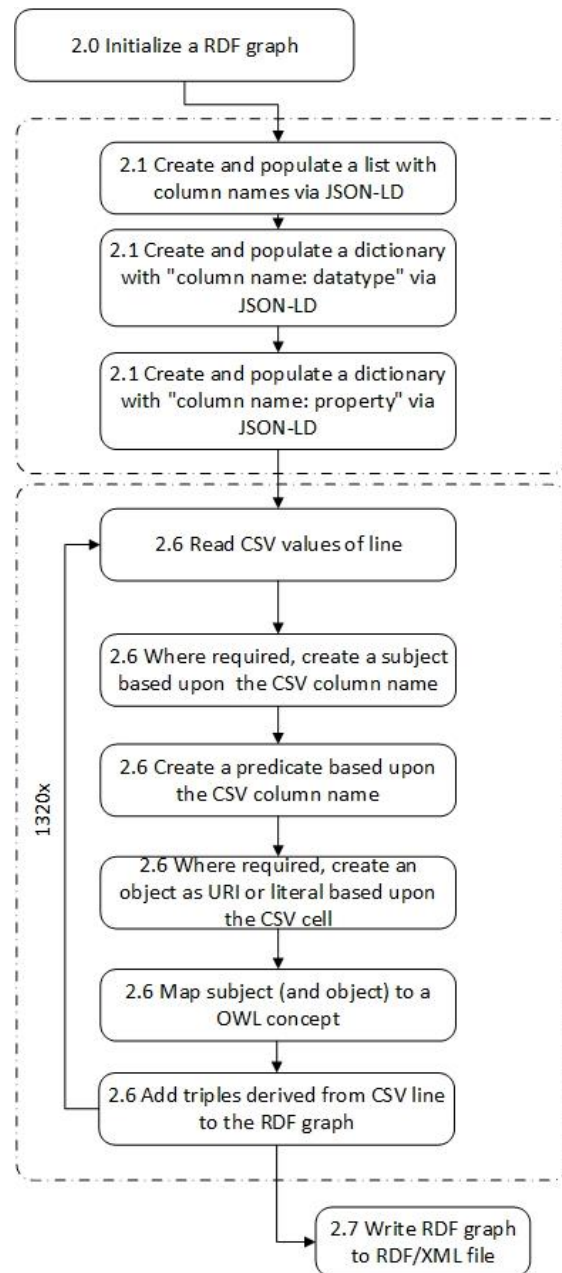 2.0 Initialize a RDF graph
2.1 Create and populate a list with
column names via JSON-LD
2.1 Create and populate a dictionary
with "column name: datatype" via
JSON-LD
2.1 Create and populate a dictionary
with "column name: property" via
JSON-LD
2.6 Read CSV values of line
2.6 Where required, create a subject
based upon the CSV column name
2.6 Create a predicate based upon
the CSV column name
1320x
2.6 Where required, create an
object as URI or literal based upon
the CSV cell
2.6 Map subject (and object) to a
OWL concept
2.6 Add triples derived from CSV line
to the RDF graph
2.7 Write RDF graph
to RDF/XML file